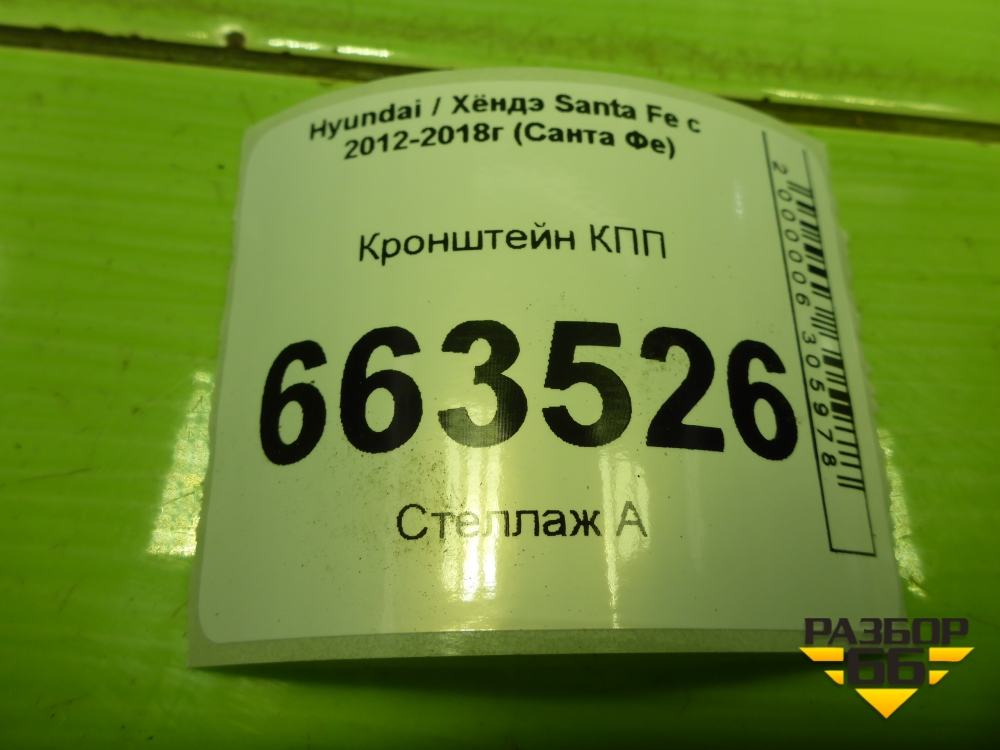 Hyundai / Хёндэ Santa Fe с
2012-2018г (Санта Фе)
Кронштейн КПП
663526
Стеллаж А
2000006305978
РАЗБОР
66